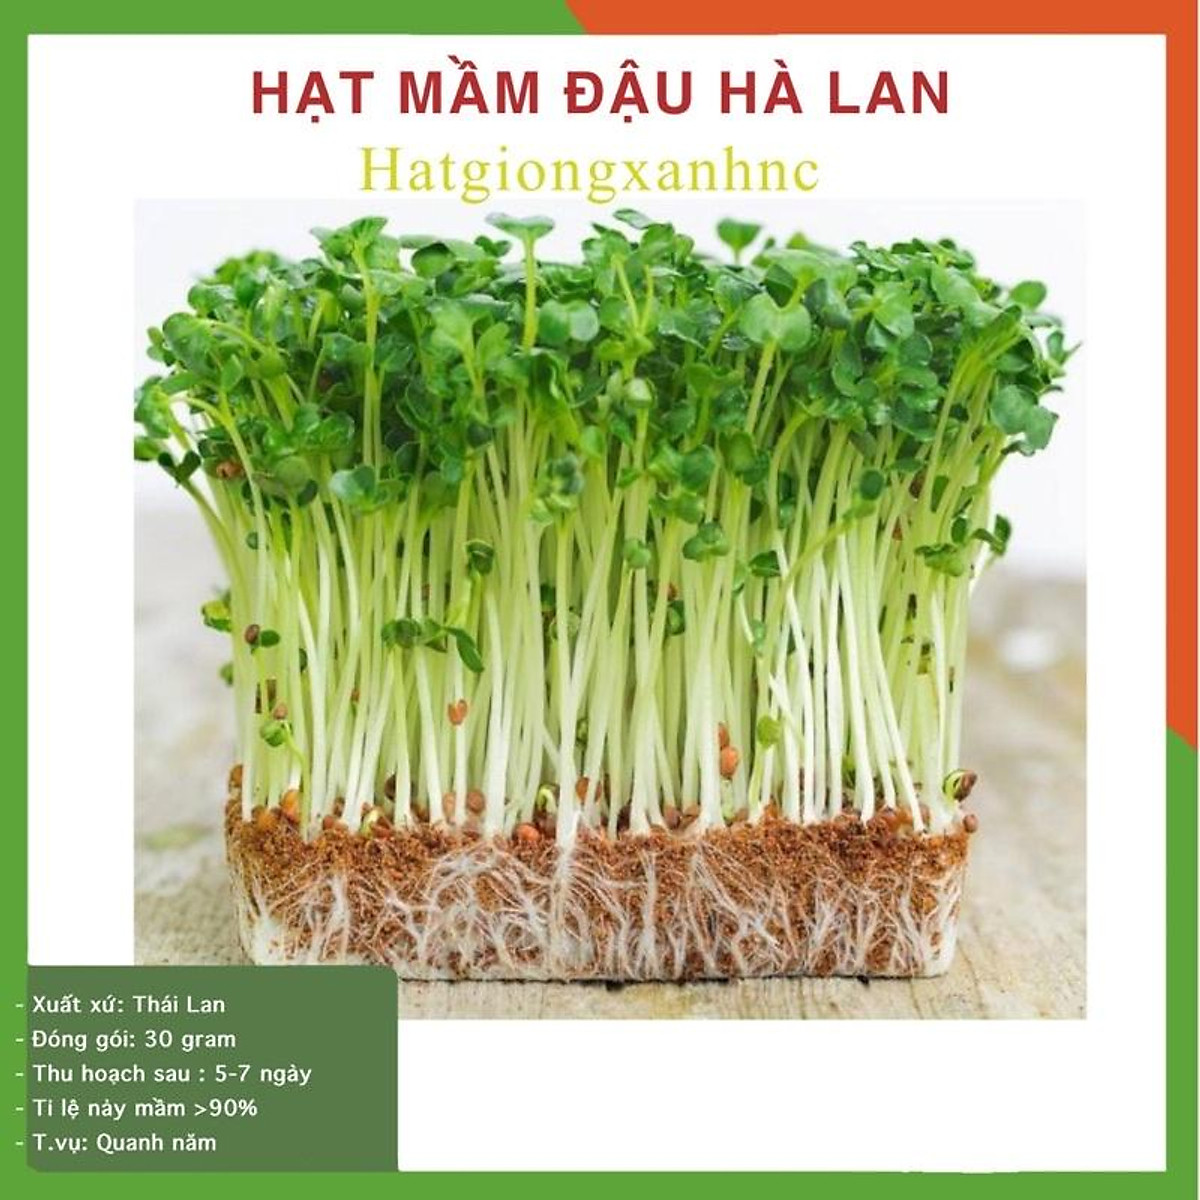 HẠT MẦM ĐẬU HÀ LAN
Hatgiongxanhnc
- Xuất xứ: Thái Lan
- Đóng gói: 30 gram
- Thu hoạch sau : 5-7 ngày
- Tỉ lệ nảy mầm >90%
- T.vụ: Quanh năm